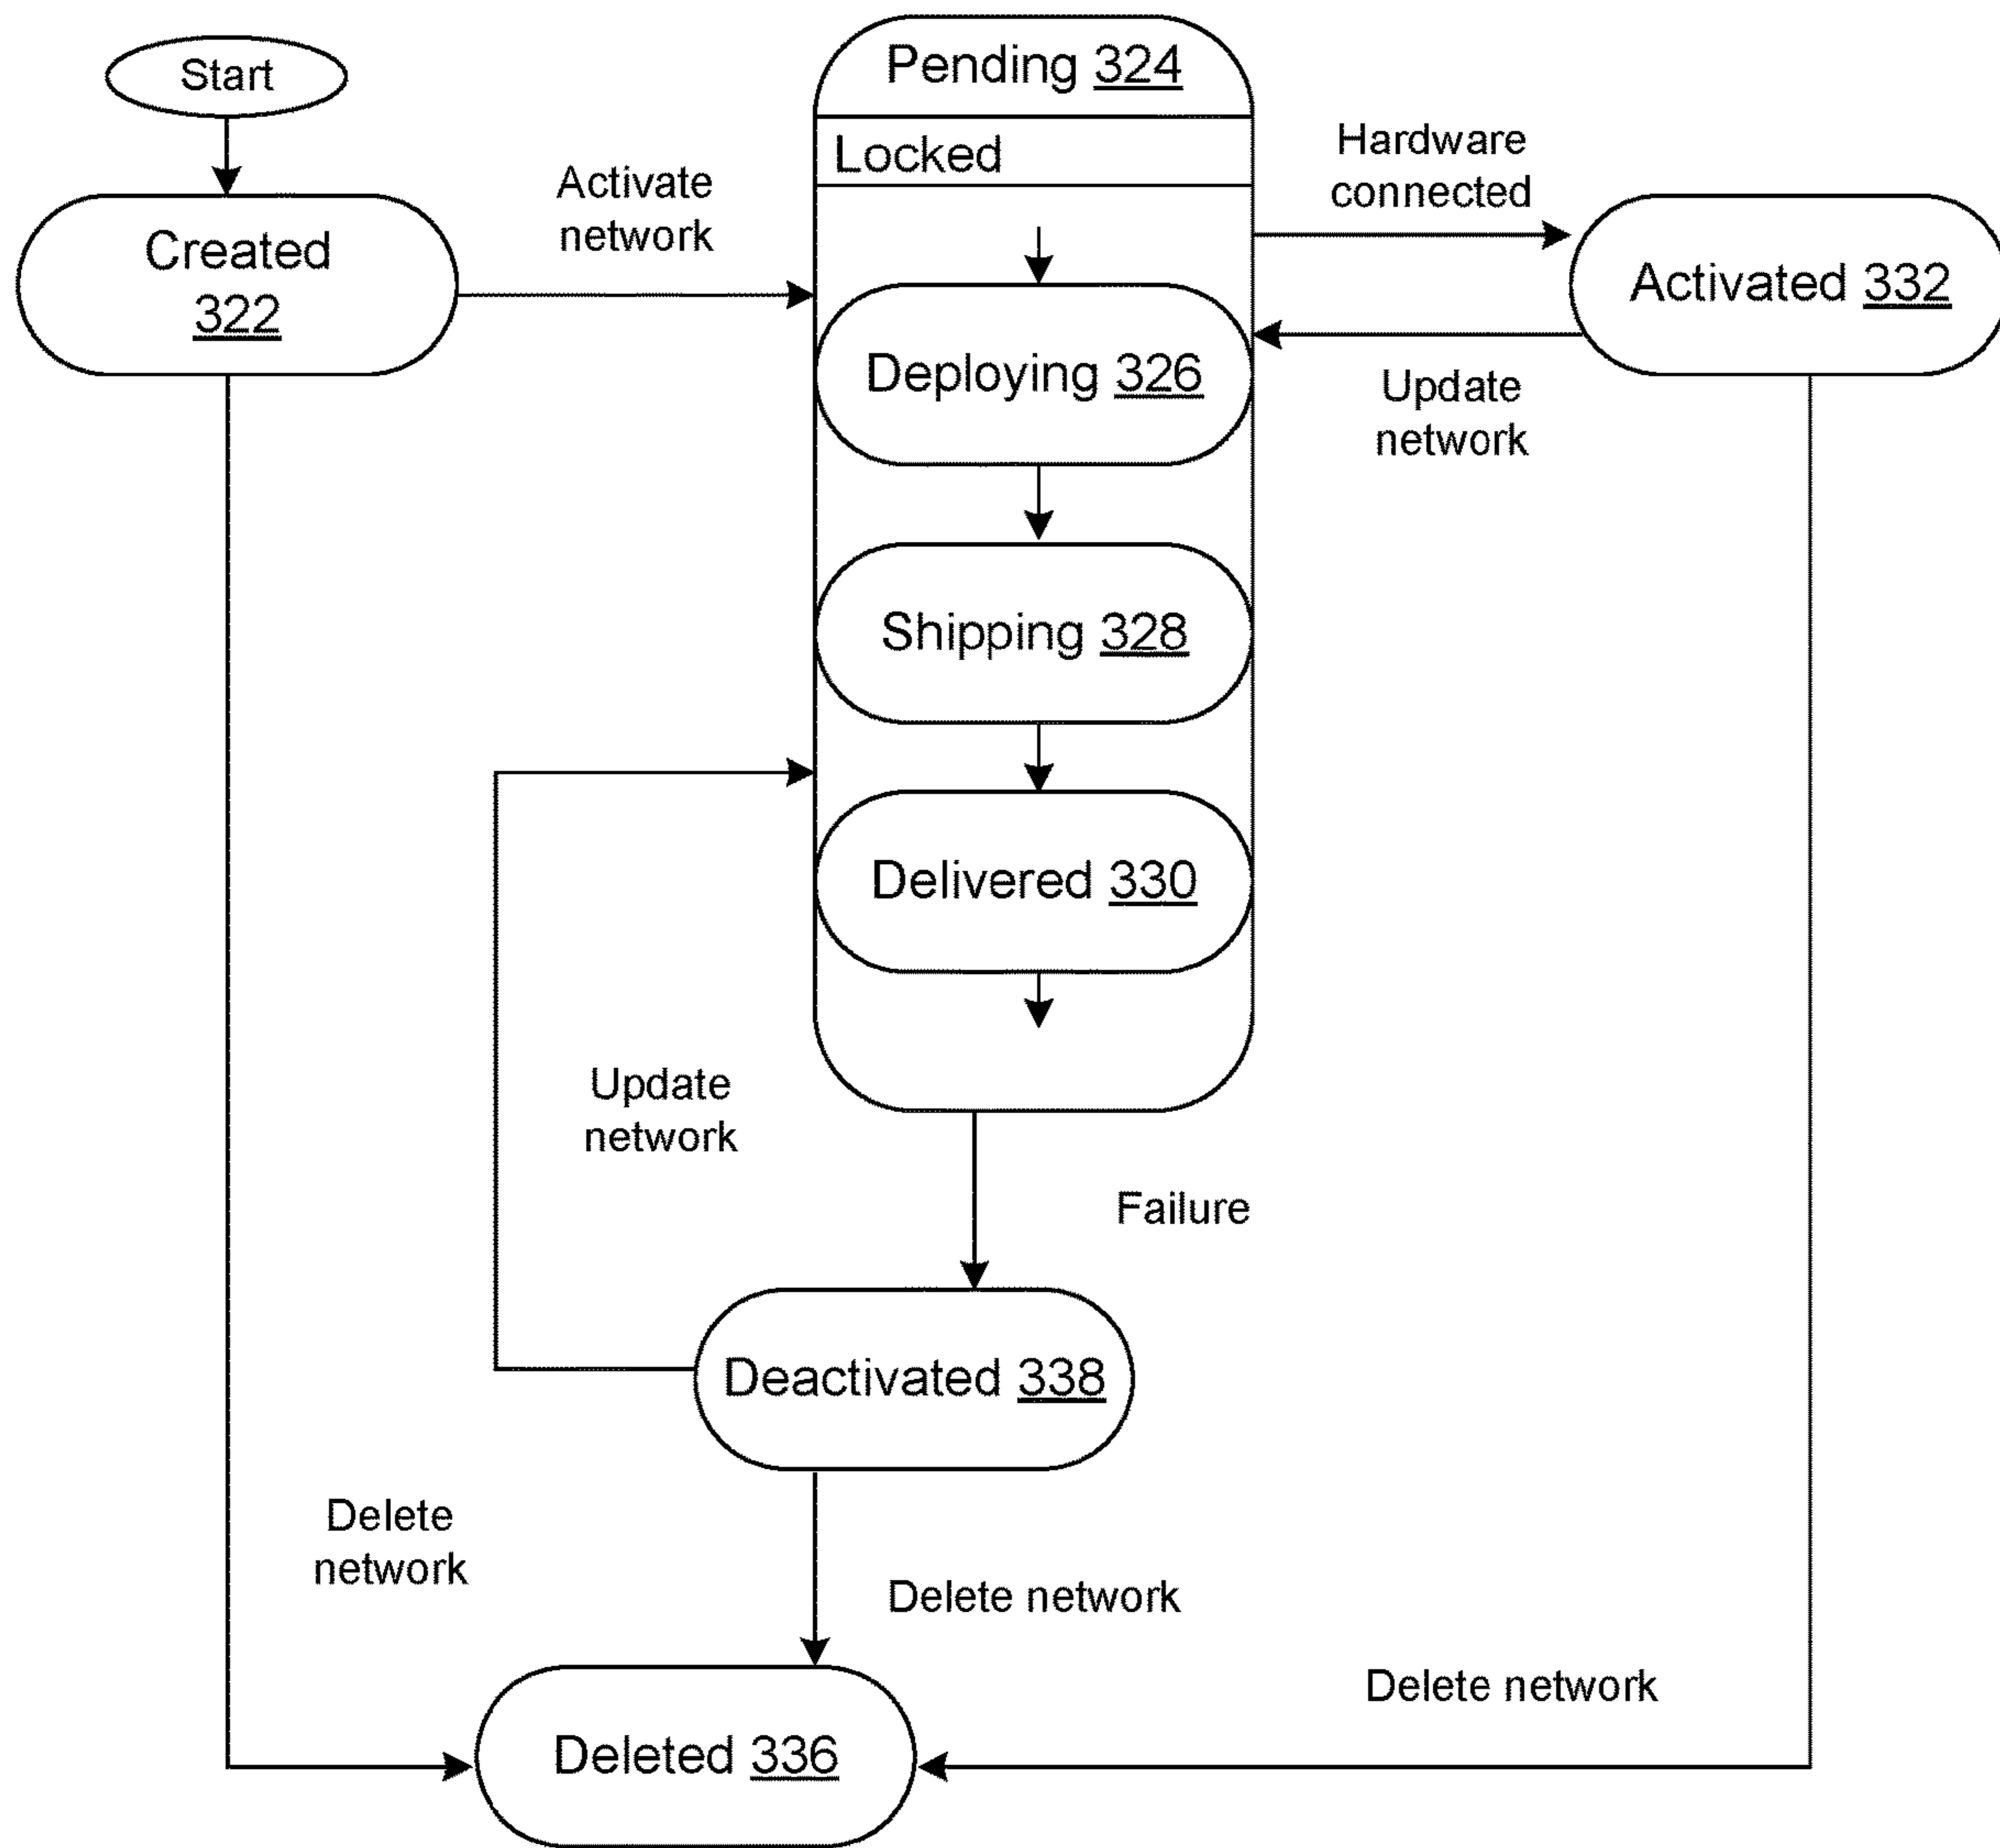 Start
Pending 324
Locked
Created
322
Activate
network
Hardware
connected
Activated 332
Update
network
Deploying 326
Shipping 328
Delivered 330
Update
network
Failure
Deactivated 338
Delete
network
Delete network
Delete network
Deleted 336